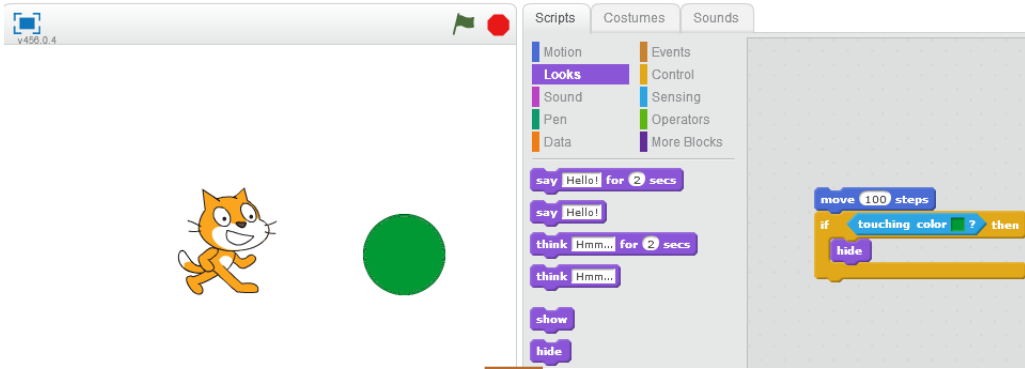 v456.0.4
Scripts Costumes Sounds
Motion Events
Looks Control
Sound Sensing
Pen Operators
Data More Blocks
say Hello! for 2 secs
say Hello!
think Hmm... for 2 secs
think Hmm...
show
hide
move 100 steps
if touching color ? then
hide